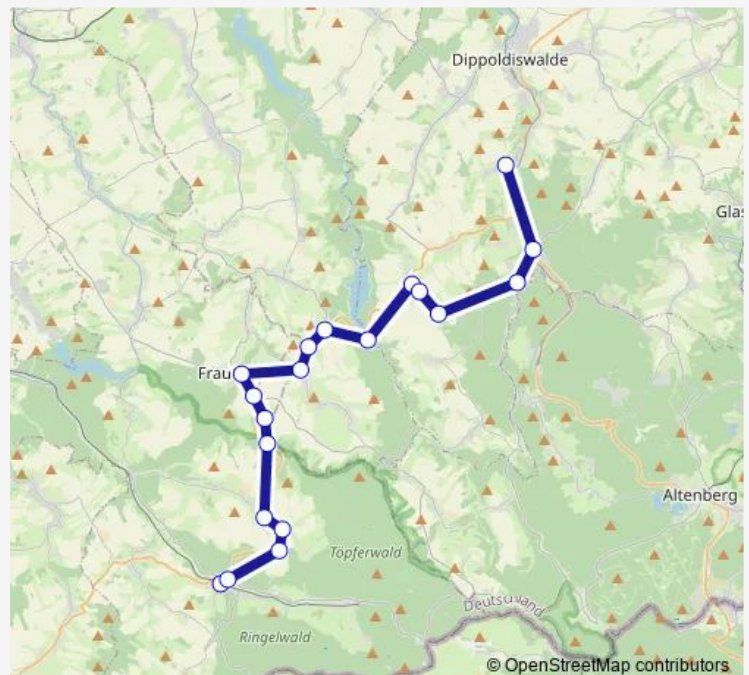 Dippoldiswalde
Glas
Frau
Altenberg
Töpferwald
Deutschland
Ringelwald
© OpenStreetMap contributors